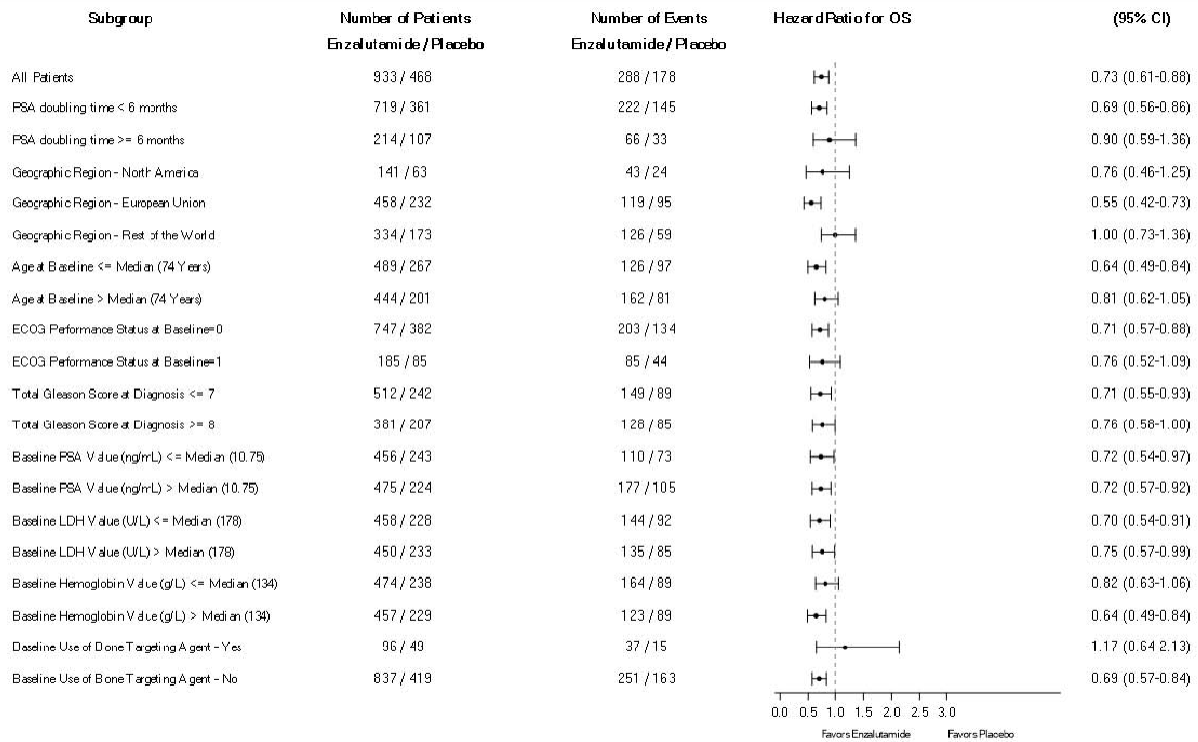 Subgroup Number of Patients Number of Events Hazard Ratio for OS (95% CI)
Enzalutamide / Placebo Enzalutamide / Placebo
All Patients 933 / 468 288 / 178 0.73 (0.61-0.88)
PSA doubling time < 6 months 719 / 361 222 / 145 0.69 (0.56-0.86)
PSA doubling time >= 6 months 214 / 107 66 / 33 0.90 (0.59-1.36)
Geographic Region - North America 141 / 63 43 / 24 0.76 (0.46-1.25)
Geographic Region - European Union 458 / 232 119 / 95 0.55 (0.42-0.73)
Geographic Region - Rest of the World 334 / 173 126 / 59 1.00 (0.73-1.36)
Age at Baseline <= Median (74 Years) 489 / 267 126 / 97 0.64 (0.49-0.84)
Age at Baseline > Median (74 Years) 444 / 201 162 / 81 0.81 (0.62-1.05)
ECOG Performance Status at Baseline=0 747 / 382 203 / 134 0.71 (0.57-0.88)
ECOG Performance Status at Baseline=1 185 / 85 85 / 44 0.76 (0.52-1.09)
Total Gleason Score at Diagnosis <= 7 512 / 242 149 / 89 0.71 (0.55-0.93)
Total Gleason Score at Diagnosis >= 8 381 / 207 128 / 85 0.76 (0.58-1.00)
Baseline PSA Value (ng/mL) <= Median (10.75) 456 / 243 110 / 73 0.72 (0.54-0.97)
Baseline PSA Value (ng/mL) > Median (10.75) 475 / 224 177 / 105 0.72 (0.57-0.92)
Baseline LDH Value (U/L) <= Median (178) 458 / 228 144 / 92 0.70 (0.54-0.91)
Baseline LDH Value (U/L) > Median (178) 450 / 233 135 / 85 0.75 (0.57-0.99)
Baseline Hemoglobin Value (g/L) <= Median (134) 474 / 238 164 / 89 0.82 (0.63-1.06)
Baseline Hemoglobin Value (g/L) > Median (134) 457 / 229 123 / 89 0.64 (0.49-0.84)
Baseline Use of Bone Targeting Agent - Yes 96 / 49 37 / 15 1.17 (0.64-2.13)
Baseline Use of Bone Targeting Agent - No 837 / 419 251 / 163 0.69 (0.57-0.84)
0.0 0.5 1.0 1.5 2.0 2.5 3.0
Favors Enzalutamide Favors Placebo